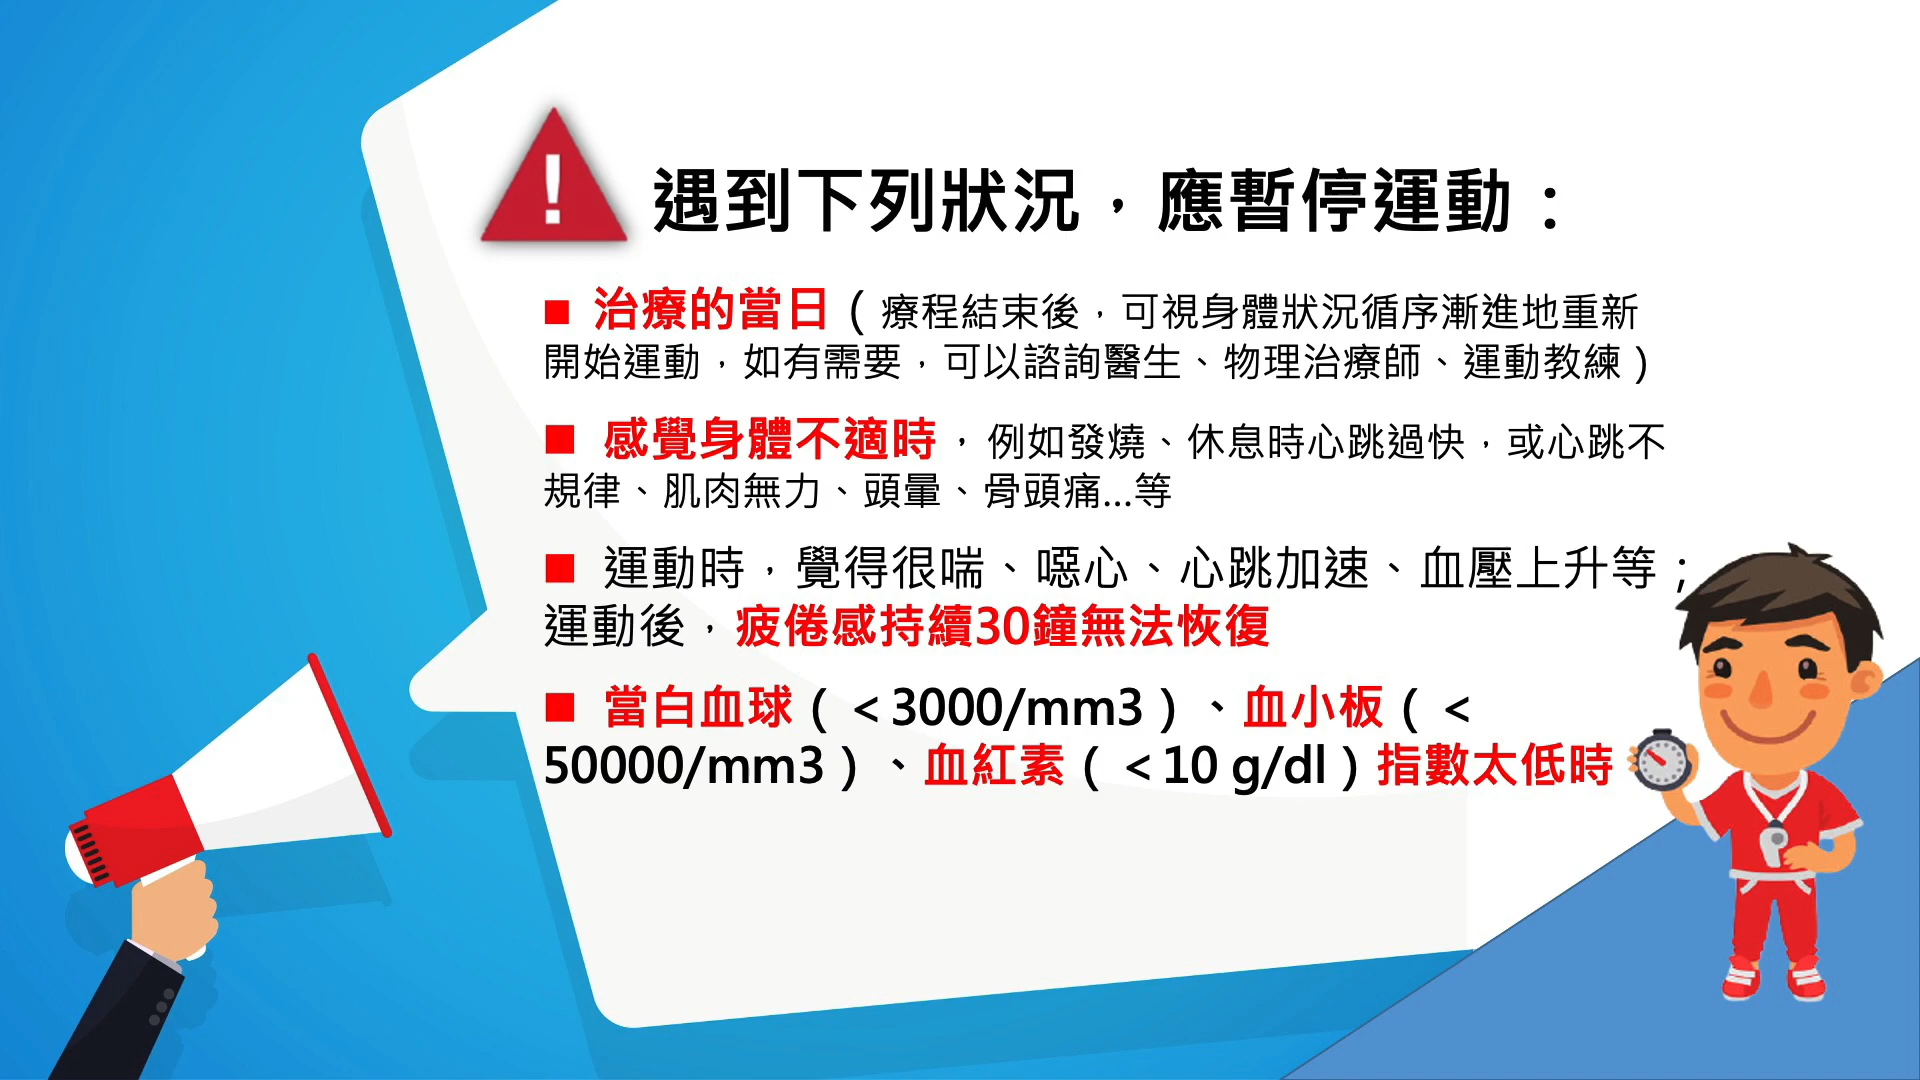 遇到下列狀況，應暫停運動：
■ 治療的當日（療程結束後，可視身體狀況循序漸進地重新
開始運動，如有需要，可以諮詢醫生、物理治療師、運動教練）
■ 感覺身體不適時，例如發燒、休息時心跳過快，或心跳不
規律、肌肉無力、頭暈、骨頭痛...等
■ 運動時，覺得很喘、噁心、心跳加速、血壓上升等；
運動後，疲倦感持續30鐘無法恢復
■ 當白血球（＜3000/mm3）、血小板（＜
50000/mm3）、血紅素（＜10 g/dl）指數太低時